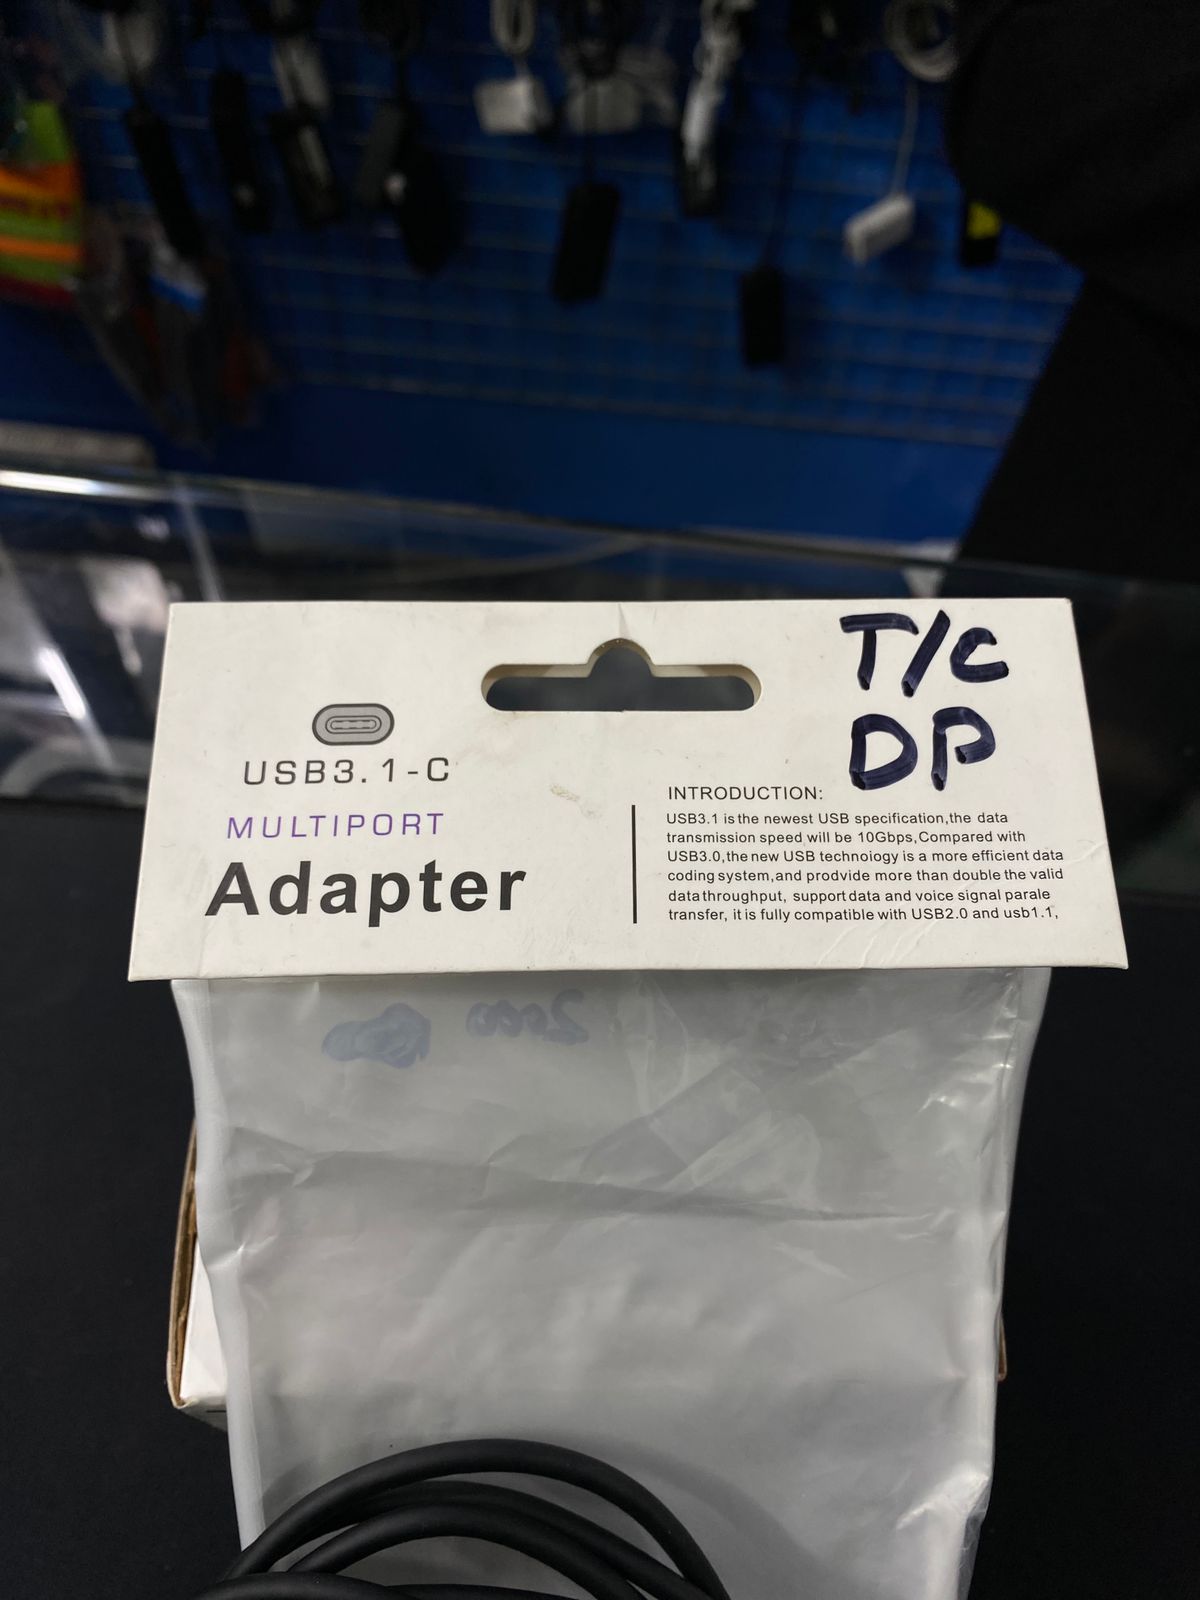 T/C
DP
USB3.1-C
MULTIPORT
Adapter
INTRODUCTION:
USB3.1 is the newest USB specification,the data
transmission speed will be 10Gbps,Compared with
USB3.0,the new USB technoiogy is a more efficient data
coding system,and prodvide more than double the valid
data throughput, support data and voice signal parale
transfer, it is fully compatible with USB2.0 and usb1.1,
2000